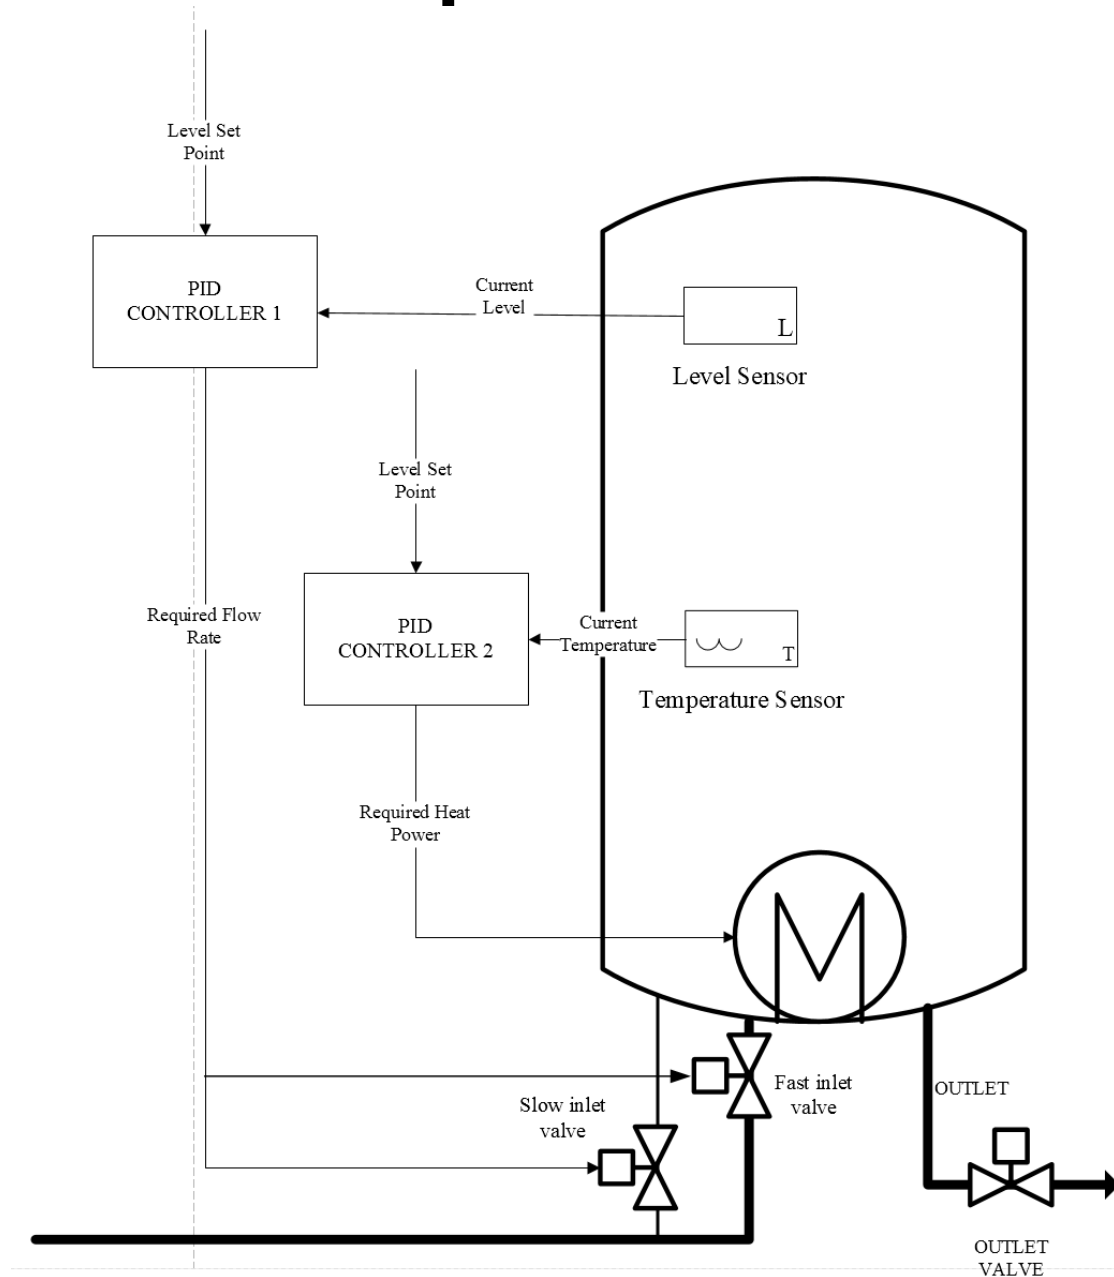 Level Set
Point
PID
CONTROLLER 1
Current
Level
L
Level Sensor
Level Set
Point
Required Flow
Rate
PID
CONTROLLER 2
Current
Temperature
T
Temperature Sensor
Required Heat
Power
Fast inlet
valve
OUTLET
Slow inlet
valve
OUTLET
VALVE